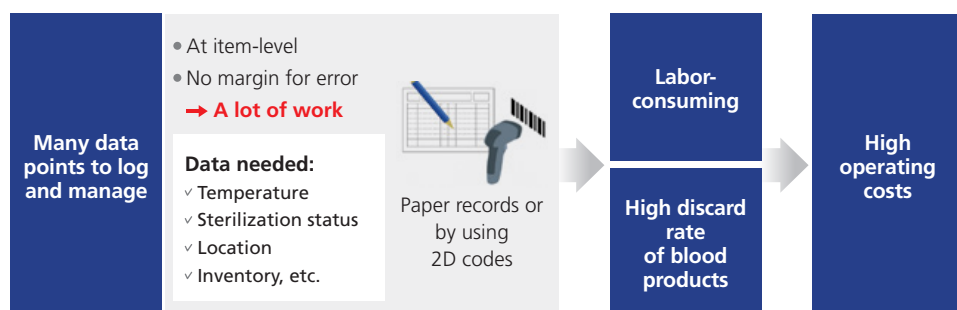 Many data
points to log
and manage
• At item-level
• No margin for error
→ A lot of work
Data needed:
✓ Temperature
✓ Sterilization status
✓ Location
✓ Inventory, etc.
Paper records or
by using
2D codes
Labor-
consuming
High discard
rate
of blood
products
High
operating
costs